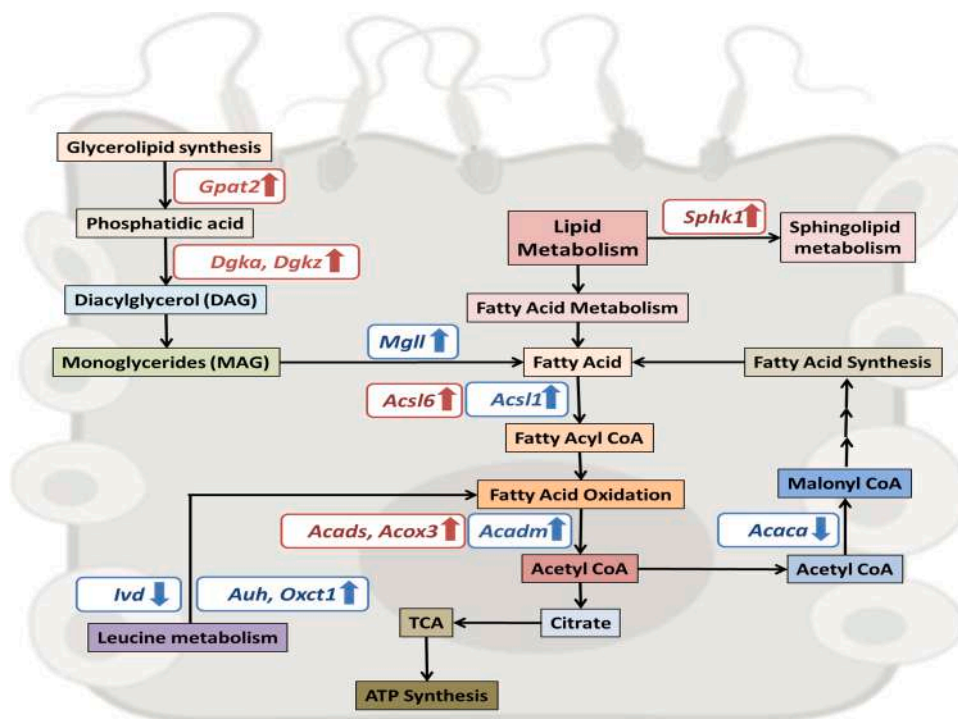 Glycerolipid synthesis
Gpat2
Phosphatidic acid
Dgka, Dgkz
Diacylglycerol (DAG)
Monoglycerides (MAG)
Mgll
Lipid
Metabolism
Sphk1
Sphingolipid
metabolism
Fatty Acid Metabolism
Fatty Acid
Fatty Acid Synthesis
Acsl6
Acsl1
Fatty Acyl CoA
Fatty Acid Oxidation
Malonyl CoA
Acads, Acox3
Acadm
Acaca
Acetyl CoA
Acetyl CoA
Ivd
Auh, Oxct1
Leucine metabolism
TCA
Citrate
ATP Synthesis